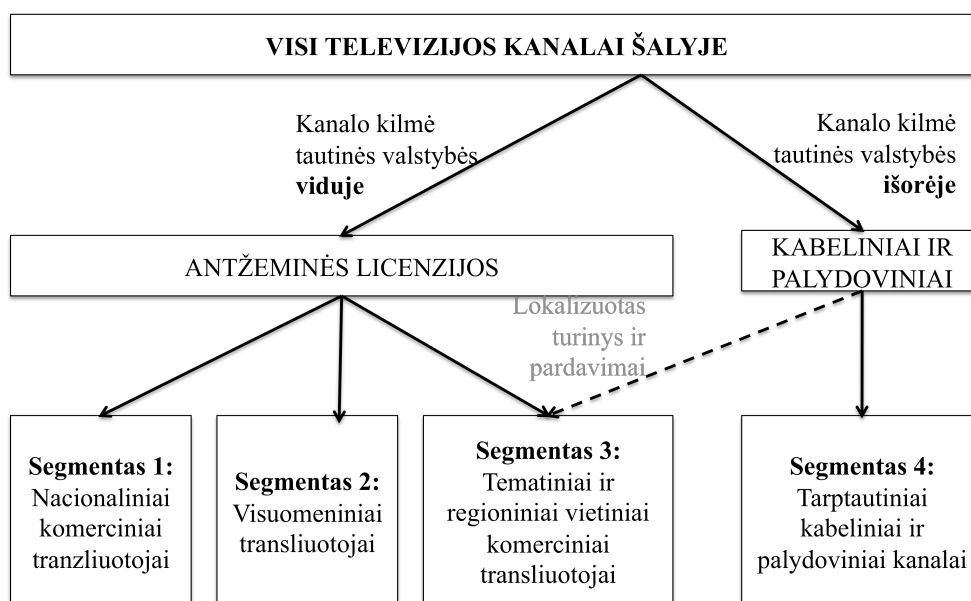 VISI TELEVIZIJOS KANALAI ŠALYJE
Kanalo kilmė
tautinės valstybės
viduje
Kanalo kilmė
tautinės valstybės
išorėje
ANTŽEMINĖS LICENZIJOS
KABELINIAI IR
PALYDOVINIAI
Lokalizuotas
turinys ir
pardavimai
Segmentas 1:
Nacionaliniai
komerciniai
tranzliuotojai
Segmentas 2:
Visuomeniniai
transliuotojai
Segmentas 3:
Tematiniai ir
regioniniai vietiniai
komerciniai
transliuotojai
Segmentas 4:
Tarptautiniai
kabeliniai ir
palydoviniai kanalai